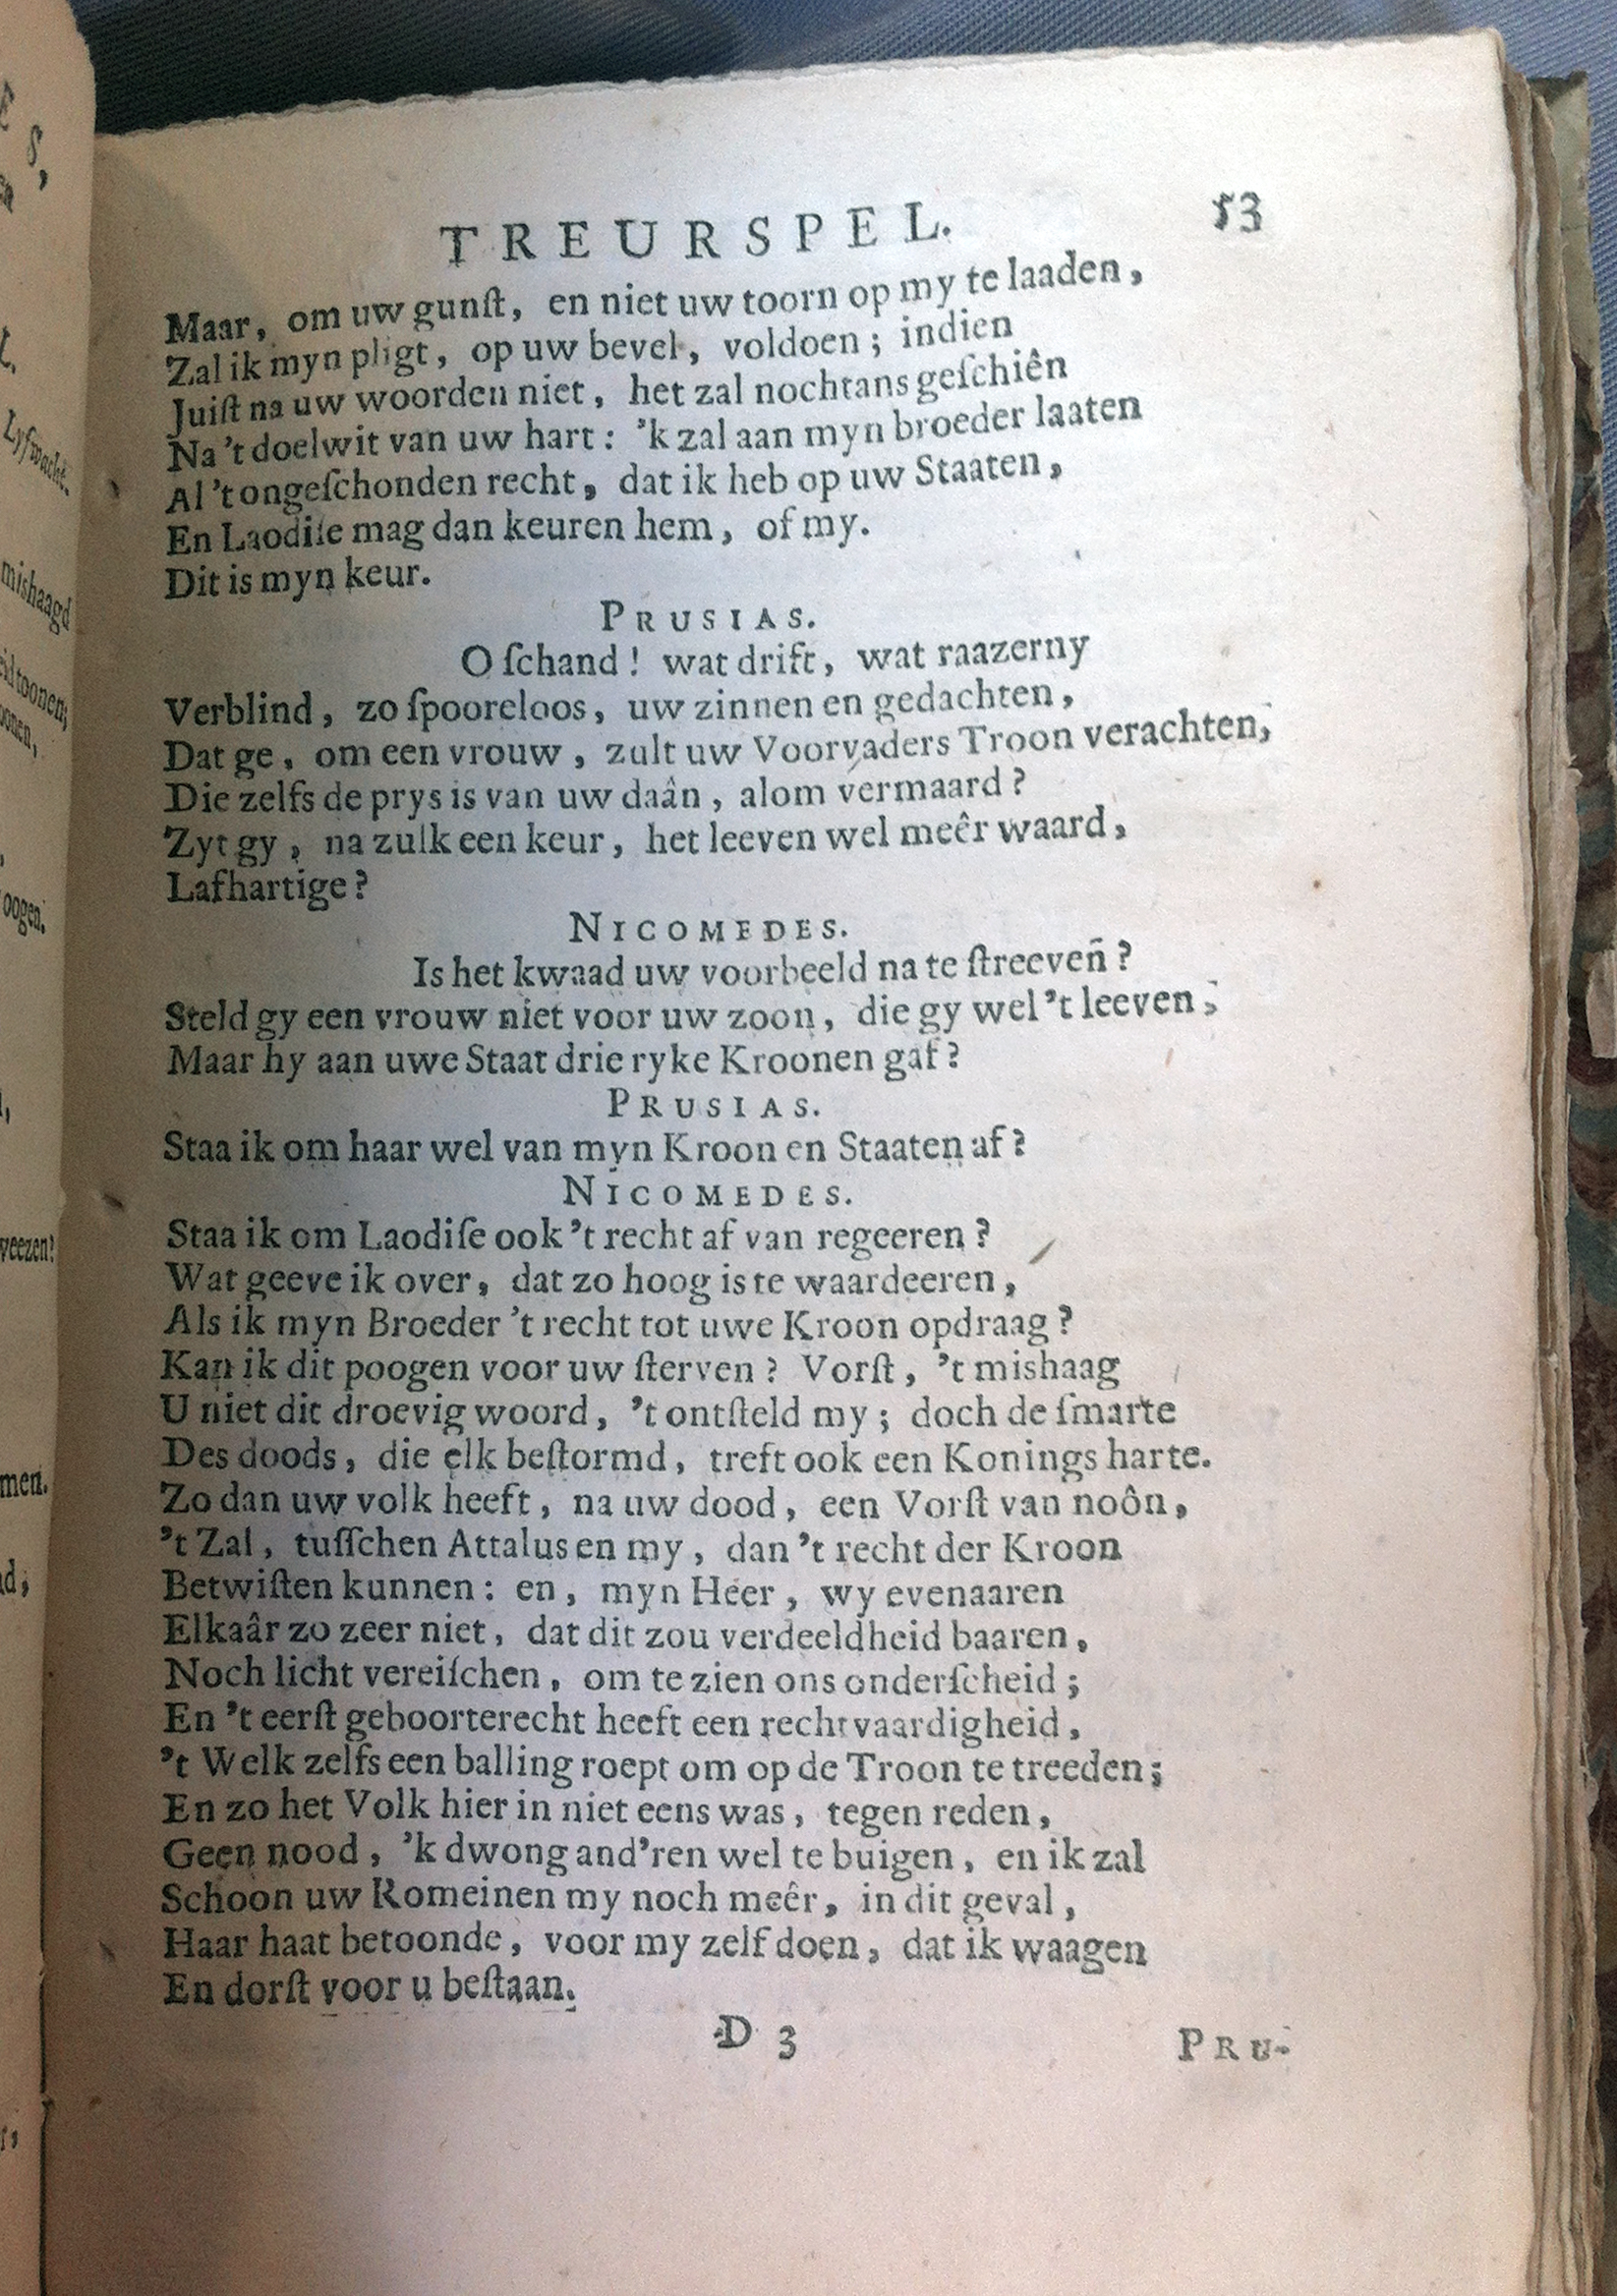 TREURSPEL. 53
Maar, om uw gunſt, en niet uw toorn op my te laaden,
Zal ik myn pligt, op uw bevel, voldoen; indien
Juiſt na uw woorden niet, het zal nochtans geſchiên
Na 't doelwit van uw hart: 'k zal aan myn broeder laaten
Al 't ongeſchonden recht, dat ik heb op uw Staaten,
En Laodiſe mag dan keuren hem, of my.
Dit is myn keur.
PRUSIAS.
O ſchand! wat drift, wat raazerny
Verblind, zo ſpooreloos, uw zinnen en gedachten,
Dat ge, om een vrouw, zult uw Voorvaders Troon verachten,
Die zelfs de prys is van uw daân, alom vermaard?
Zyt gy, na zulk een keur, het leeven wel meêr waard,
Lafhartige?
NICOMEDES.
Is het kwaad uw voorbeeld na te ſtreeven?
Steld gy een vrouw niet voor uw zoon, die gy wel 't leeven,
Maar hy aan uwe Staat drie ryke Kroonen gaf?
PRUSIAS.
Staa ik om haar wel van myn Kroon en Staaten af?
NICOMEDES.
Staa ik om Laodiſe ook 't recht af van regeeren?
Wat geeve ik over, dat zo hoog is te waardeeren,
Als ik myn Broeder 't recht tot uwe Kroon opdraag?
Kan ik dit poogen voor uw ſterven? Vorſt, 't mishaag
U niet dit droevig woord, 't ontſteld my; doch de ſmarte
Des doods, die elk beſtormd, treft ook een Konings harte.
Zo dan uw volk heeft, na uw dood, een Vorſt van noôn,
't Zal, tuſſchen Attalus en my, dan 't recht der Kroon
Betwiſten kunnen: en, myn Heer, wy evenaaren
Elkaâr zo zeer niet, dat dit zou verdeeldheid baaren,
Noch licht vereiſchen, om te zien ons onderſcheid;
En 't eerſt geboorterecht heeft een rechtvaardigheid,
't Welk zelfs een balling roept om op de Troon te treeden;
En zo het Volk hier in niet eens was, tegen reden,
Geen nood, 'k dwong and'ren wel te buigen, en ik zal
Schoon uw Romeinen my noch meêr, in dit geval,
Haar haat betoonde, voor my zelf doen, dat ik waagen
En dorſt voor u beſtaan.
D 3 PRU-